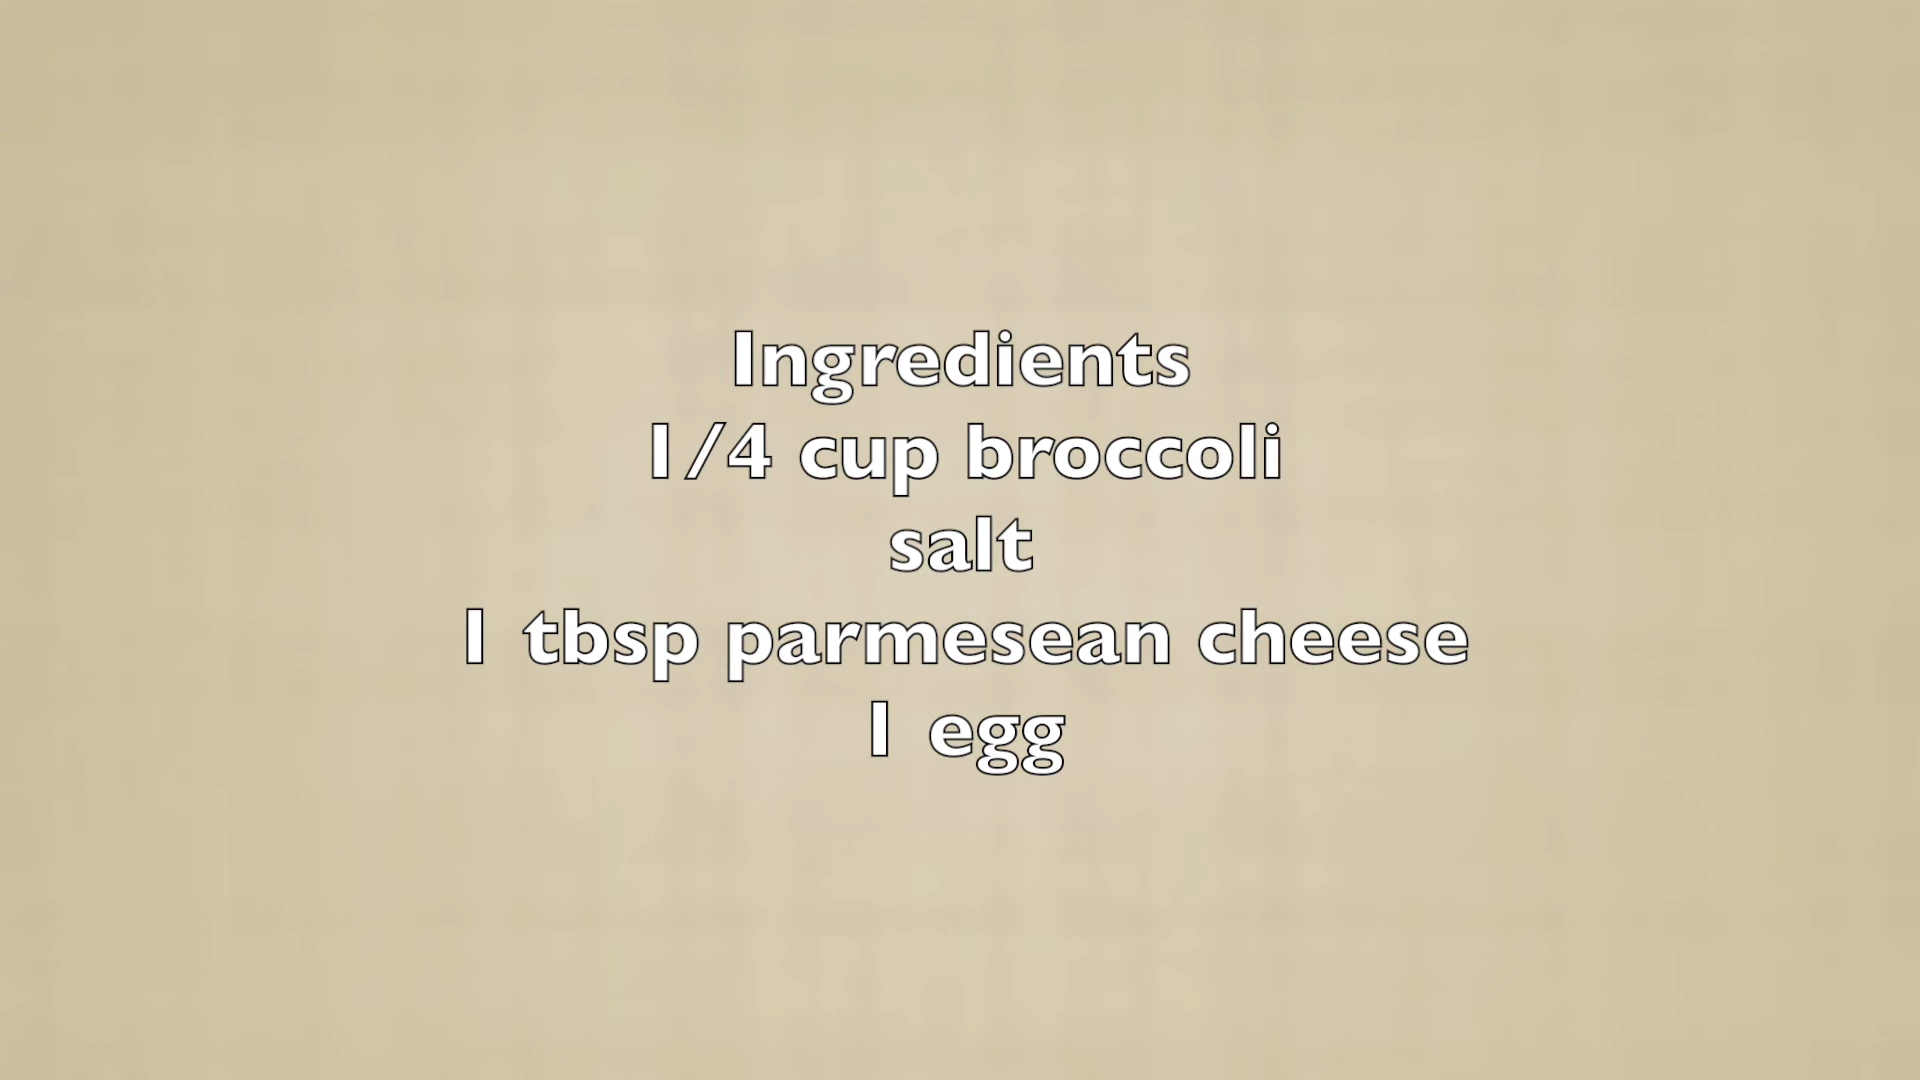 Ingredients
1/4 cup broccoli
salt
1 tbsp parmesean cheese
1 egg